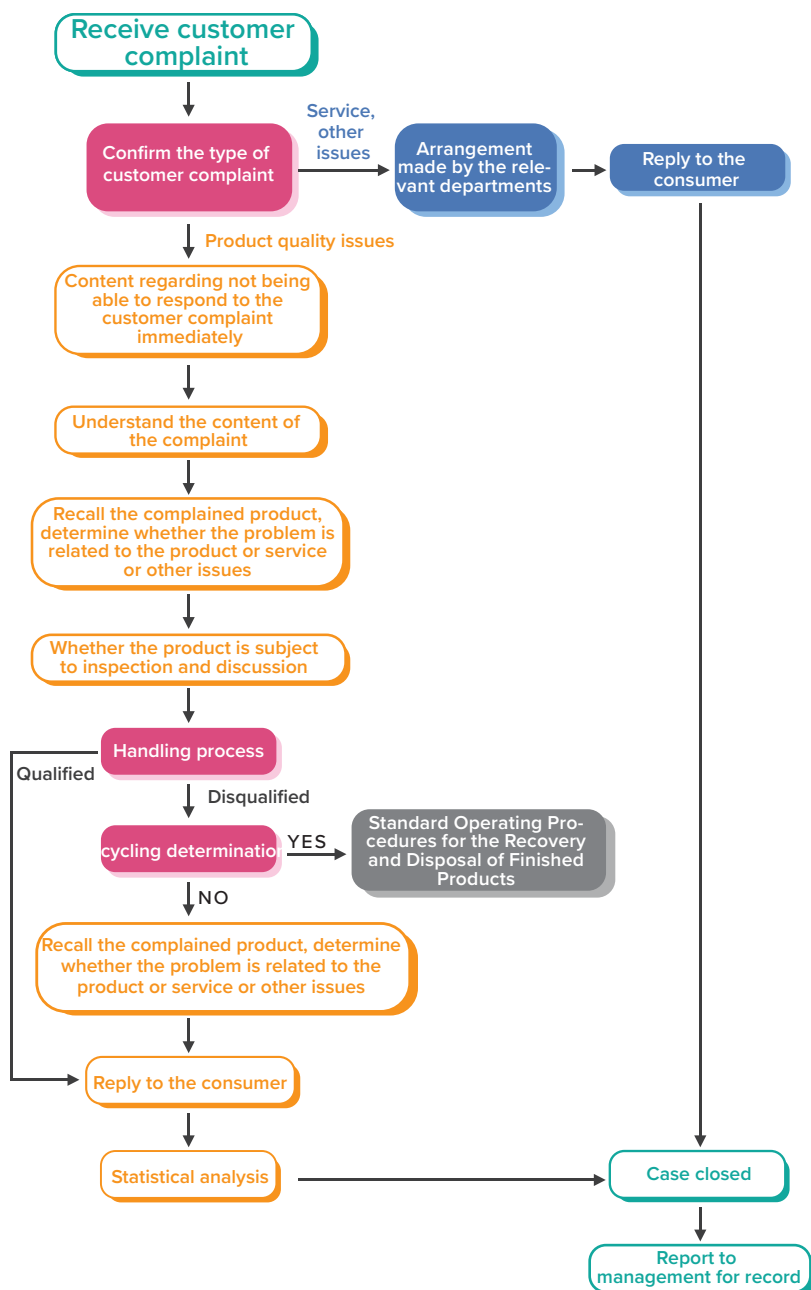 Receive customer
complaint
Service,
other
issues
Confirm the type of
customer complaint
Arrangement
made by the rele-
vant departments
Reply to the
consumer
Product quality issues
Content regarding not being
able to respond to the
customer complaint
immediately
Understand the content of
the complaint
Recall the complained product,
determine whether the problem is
related to the product or service
or other issues
Whether the product is subject
to inspection and discussion
Handling process
Qualified
Disqualified
cycling determination
YES
Standard Operating Pro-
cedures for the Recovery
and Disposal of Finished
Products
NO
Recall the complained product, determine
whether the problem is related to the
product or service or other issues
Reply to the consumer
Statistical analysis
Case closed
Report to
management for record